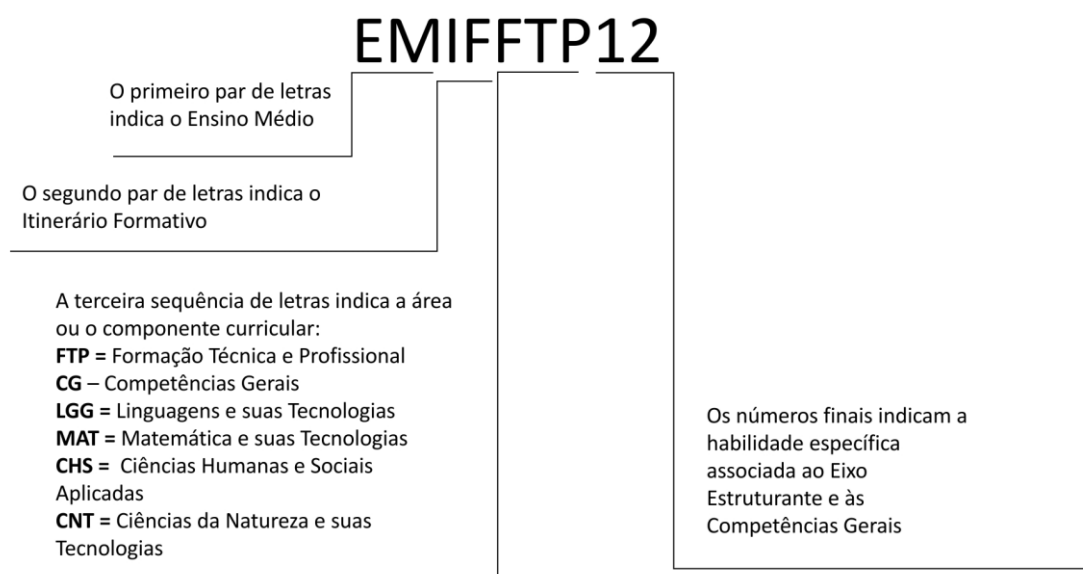 EMIFFTP12
O primeiro par de letras
indica o Ensino Médio
O segundo par de letras indica o
Itinerário Formativo
A terceira sequência de letras indica a área
ou o componente curricular:
FTP = Formação Técnica e Profissional
CG – Competências Gerais
LGG = Linguagens e suas Tecnologias
MAT = Matemática e suas Tecnologias
CHS = Ciências Humanas e Sociais
Aplicadas
CNT = Ciências da Natureza e suas
Tecnologias
Os números finais indicam a
habilidade específica
associada ao Eixo
Estruturante e às
Competências Gerais